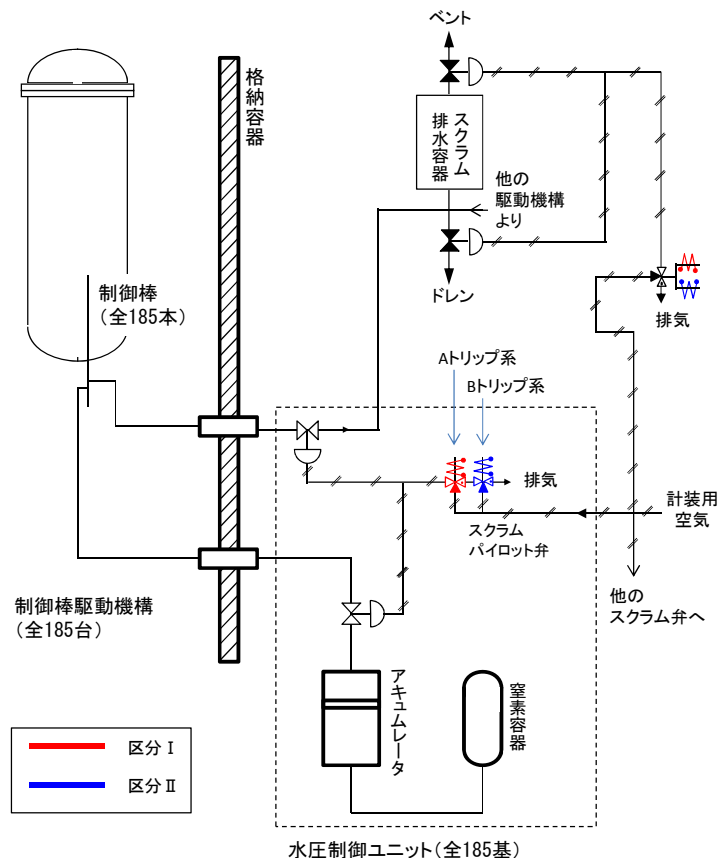 ベント
格納容器
スクラム
排水容器
他の
駆動機構
より
ドレン
制御棒
(全185本)
排気
Aトリップ系
Bトリップ系
排気
計装用
空気
スクラム
パイロット弁
他の
スクラム弁へ
制御棒駆動機構
(全185台)
アキュムレータ
窒素容器
区分Ⅰ
区分Ⅱ
水圧制御ユニット(全185基)